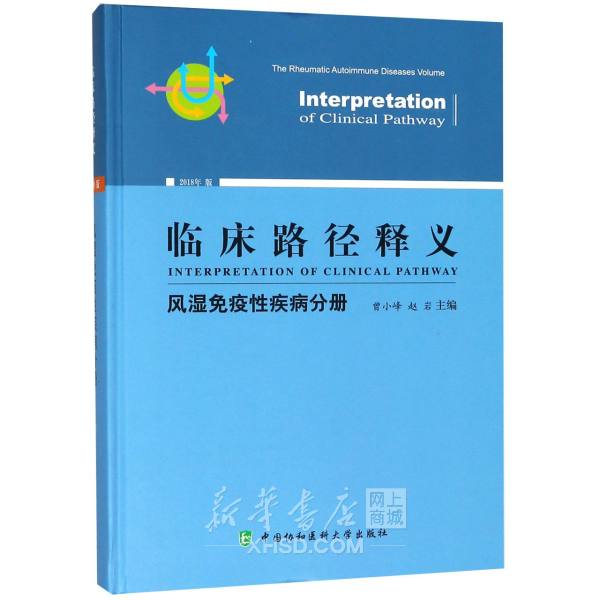 The Rheumatic Autoimmune Diseases Volume
Interpretation
of Clinical Pathway
2018年 版
临床路径释义
INTERPRETATION OF CLINICAL PATHWAY
风湿免疫性疾病分册
曾小峰 赵 岩 主编
新华书店
网上
商城
XHSD.COM
中国协和医科大学出版社